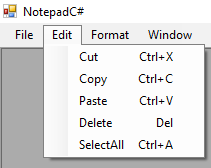 NotepadC#
File Edit Format Window
Cut Ctrl+X
Copy Ctrl+C
Paste Ctrl+V
Delete Del
SelectAll Ctrl+A